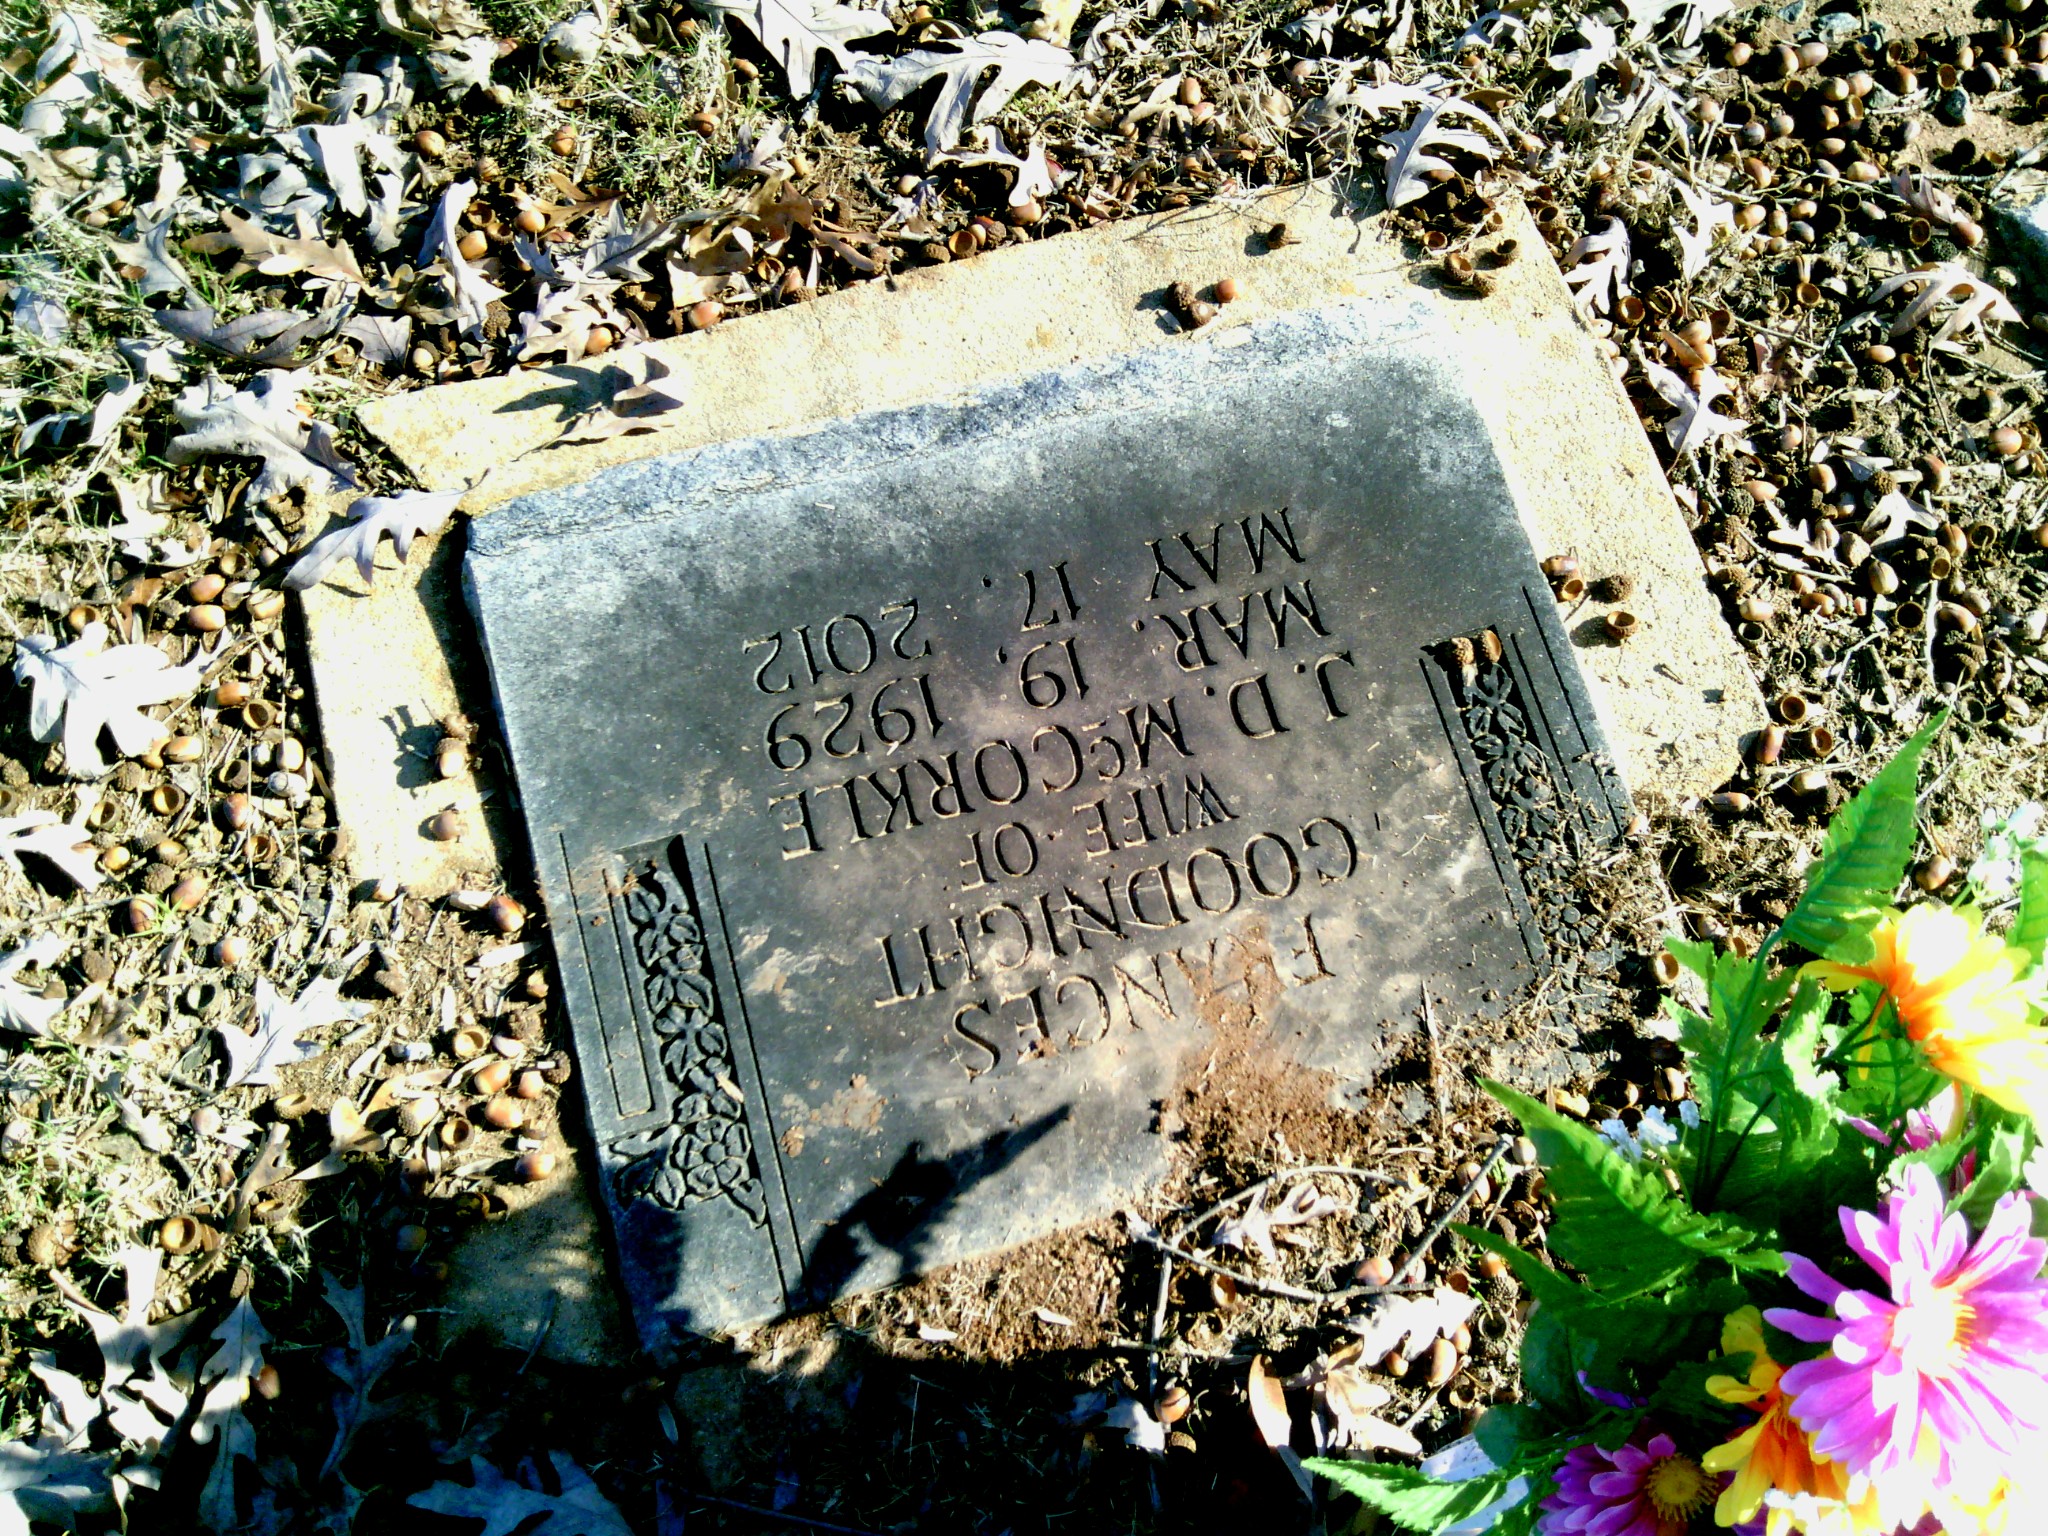 FRANCES
GOODNIGHT
WIFE OF
J. D. McCORKLE
MAR. 19, 1929
MAY 17, 2012